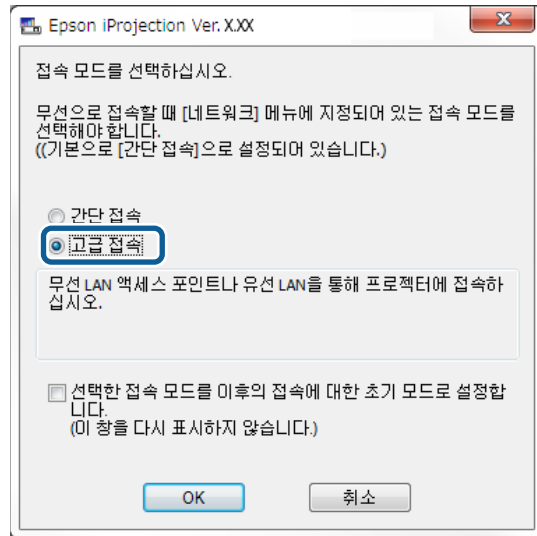 Epson iProjection Ver. X.XX
접속 모드를 선택하십시오.
무선으로 접속할 때 [네트워크] 메뉴에 지정되어 있는 접속 모드를
선택해야 합니다.
((기본으로 [간단 접속]으로 설정되어 있습니다.)
간단 접속
고급 접속
무선 LAN 액세스 포인트나 유선 LAN을 통해 프로젝터에 접속하
십시오.
선택한 접속 모드를 이후의 접속에 대한 초기 모드로 설정합
니다.
(이 창을 다시 표시하지 않습니다.)
OK 취소